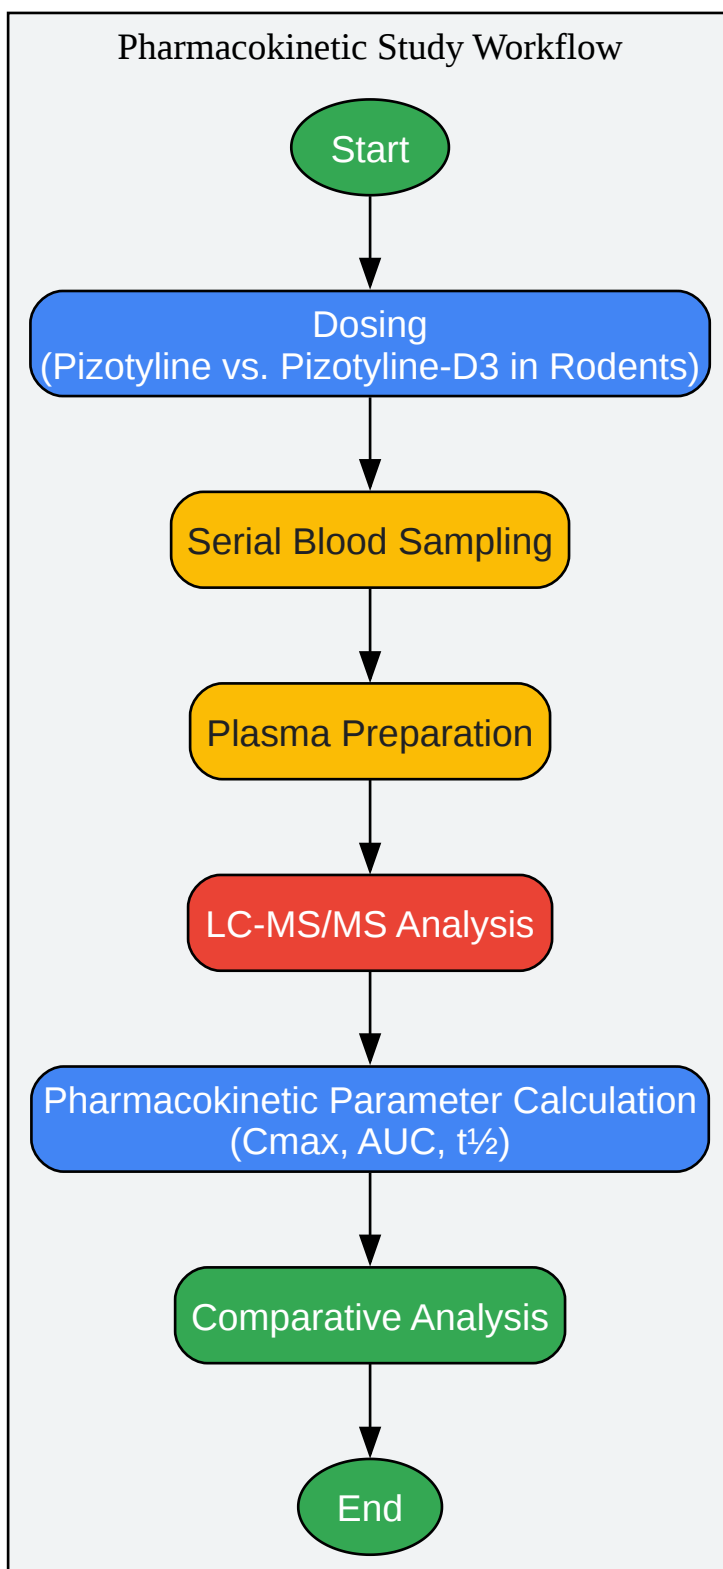 Pharmacokinetic Study Workflow
Start
Dosing
(Pizotyline vs. Pizotyline-D3 in Rodents)
Serial Blood Sampling
Plasma Preparation
LC-MS/MS Analysis
Pharmacokinetic Parameter Calculation
(Cmax, AUC, t½)
Comparative Analysis
End